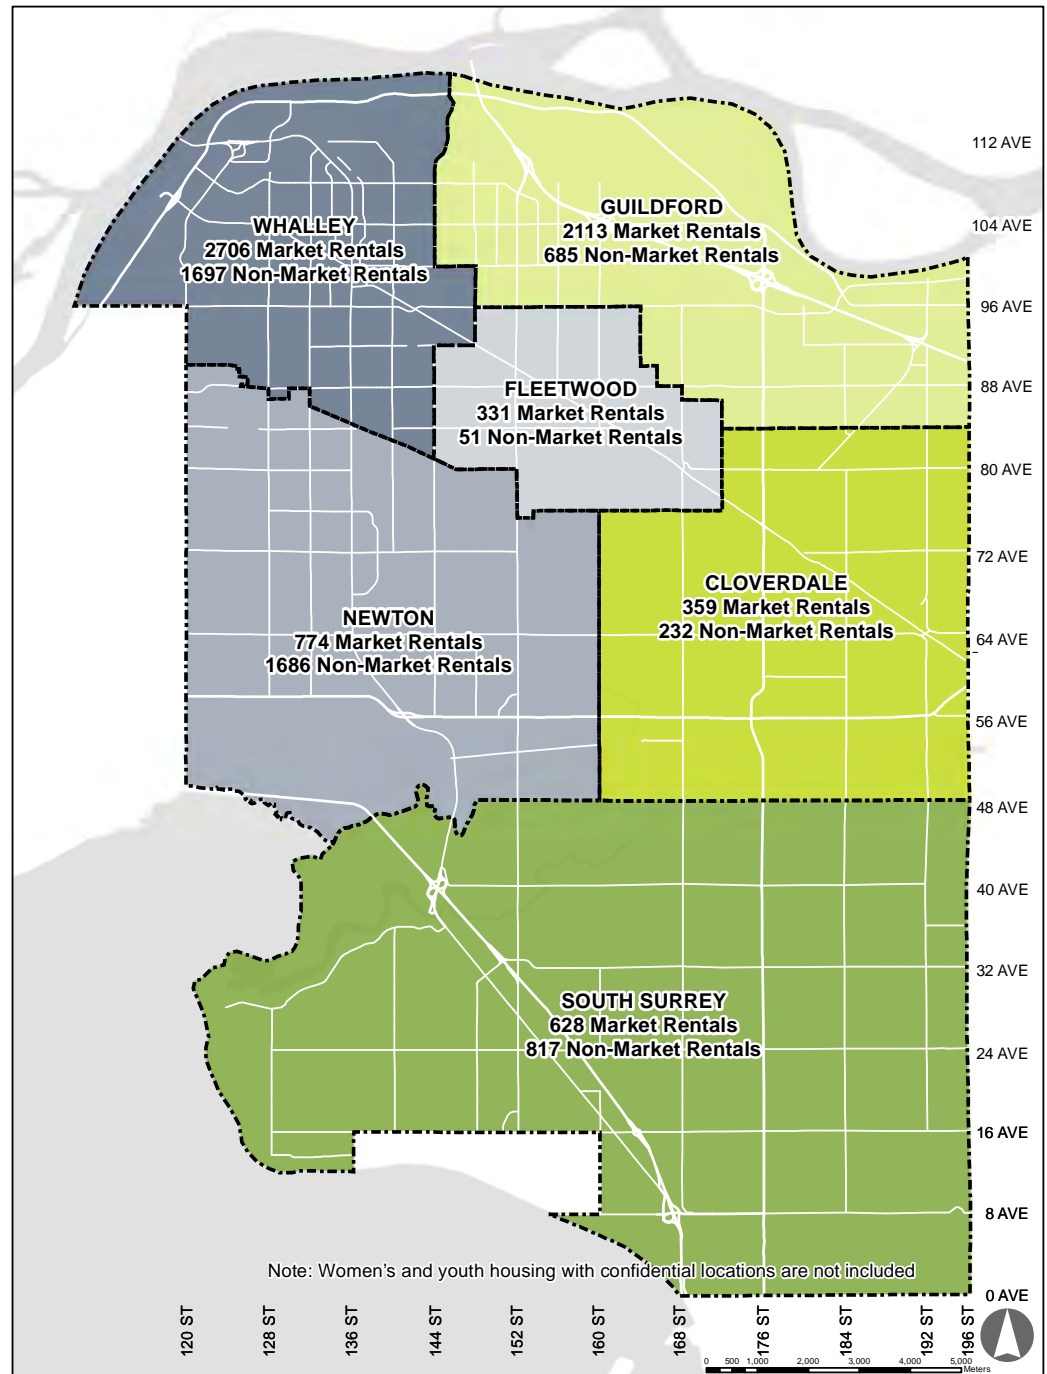 112 AVE
GUILDFORD
2113 Market Rentals
685 Non-Market Rentals
WHALLEY
2706 Market Rentals
1697 Non-Market Rentals
104 AVE
96 AVE
FLEETWOOD
331 Market Rentals
51 Non-Market Rentals
88 AVE
80 AVE
72 AVE
CLOVERDALE
359 Market Rentals
232 Non-Market Rentals
NEWTON
774 Market Rentals
1686 Non-Market Rentals
64 AVE
56 AVE
48 AVE
40 AVE
32 AVE
SOUTH SURREY
628 Market Rentals
817 Non-Market Rentals
24 AVE
16 AVE
8 AVE
Note: Women's and youth housing with confidential locations are not included
0 AVE
120 ST
128 ST
136 ST
144 ST
152 ST
160 ST
168 ST
176 ST
184 ST
192 ST
196 ST
0 500 1,000 2,000 3,000 4,000 5,000
Meters